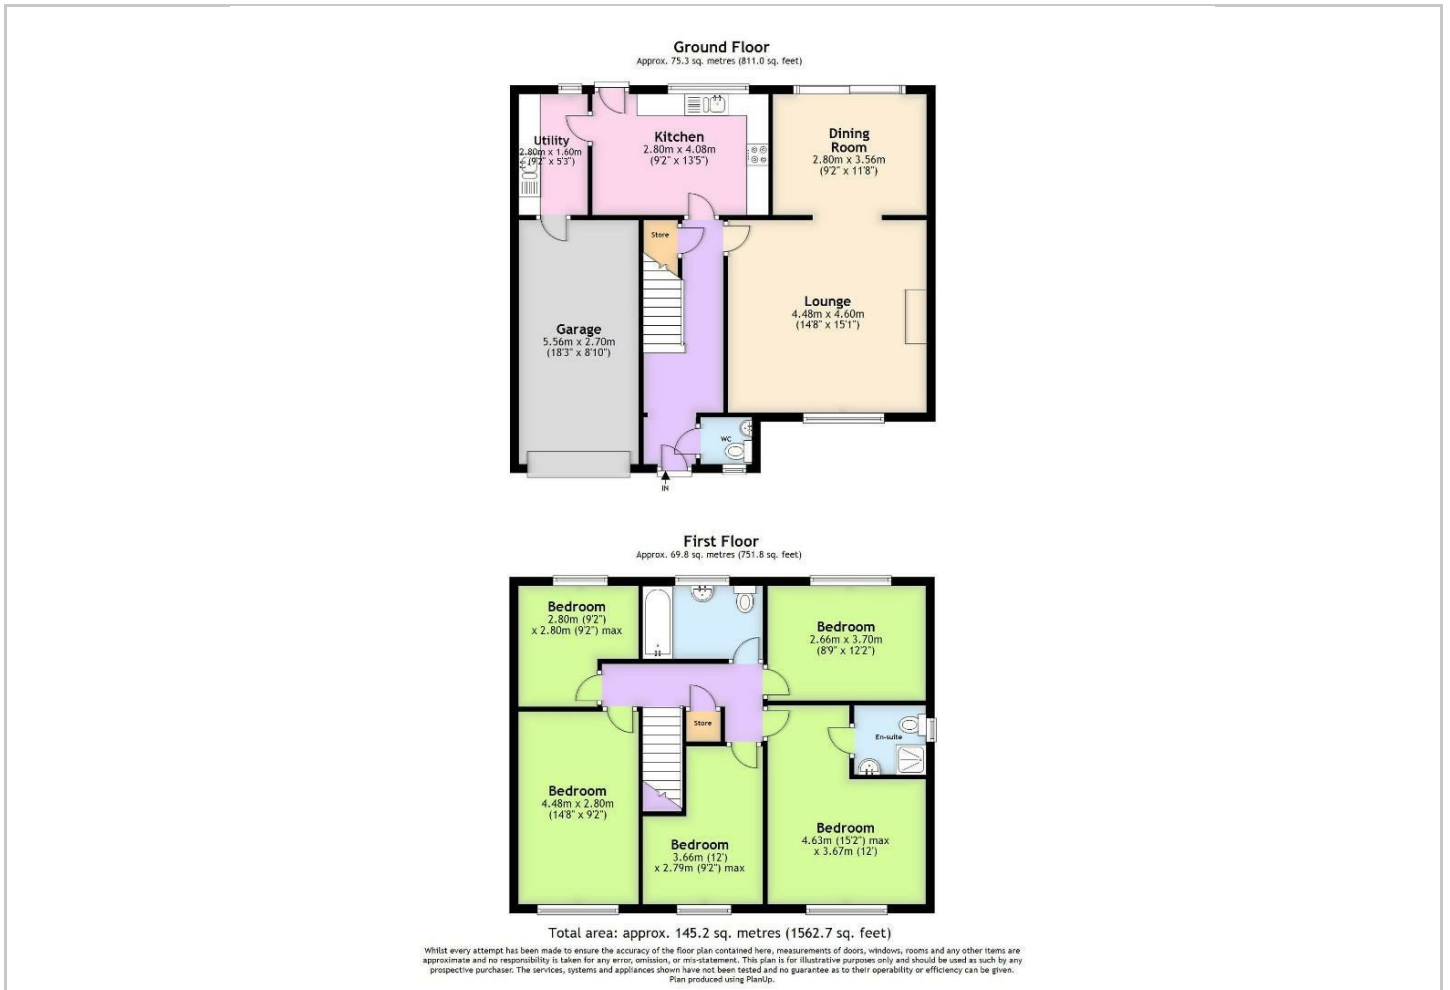 Ground Floor
Approx. 75.3 sq. metres (811.0 sq. feet)
Utility
2.80m x 1.60m
(9'2" x 5'3")
Kitchen
2.80m x 4.08m
(9'2" x 13'5")
Dining
Room
2.80m x 3.56m
(9'2" x 11'8")
Store
Lounge
4.48m x 4.60m
(14'8" x 15'1")
Garage
5.56m x 2.70m
(18'3" x 8'10")
WC
IN
First Floor
Approx. 69.8 sq. metres (751.8 sq. feet)
Bedroom
2.80m (9'2")
x 2.80m (9'2") max
Bedroom
2.66m x 3.70m
(8'9" x 12'2")
Store
En-suite
Bedroom
4.48m x 2.80m
(14'8" x 9'2")
Bedroom
3.66m (12')
x 2.79m (9'2") max
Bedroom
4.63m (15'2") max
x 3.67m (12')
Total area: approx. 145.2 sq. metres (1562.7 sq. feet)
Whilst every attempt has been made to ensure the accuracy of the floor plan contained here, measurements of doors, windows, rooms and any other items are
approximate and no responsibility is taken for any error, omission, or mis-statement. This plan is for illustrative purposes only and should be used as such by any
prospective purchaser. The services, systems and appliances shown have not been tested and no guarantee as to their operability or efficiency can be given.
Plan produced using PlanUp.